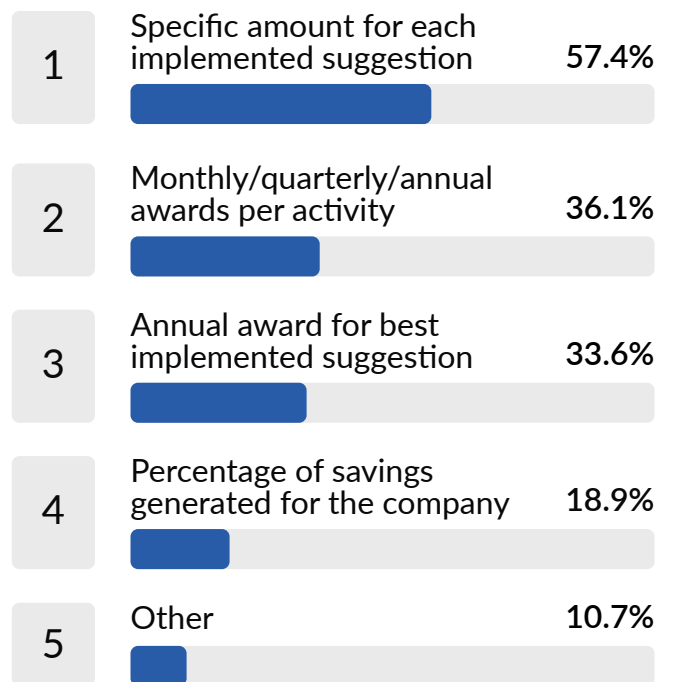 1
Specific amount for each
implemented suggestion
57.4%
2
Monthly/quarterly/annual
awards per activity
36.1%
3
Annual award for best
implemented suggestion
33.6%
4
Percentage of savings
generated for the company
18.9%
5
Other
10.7%